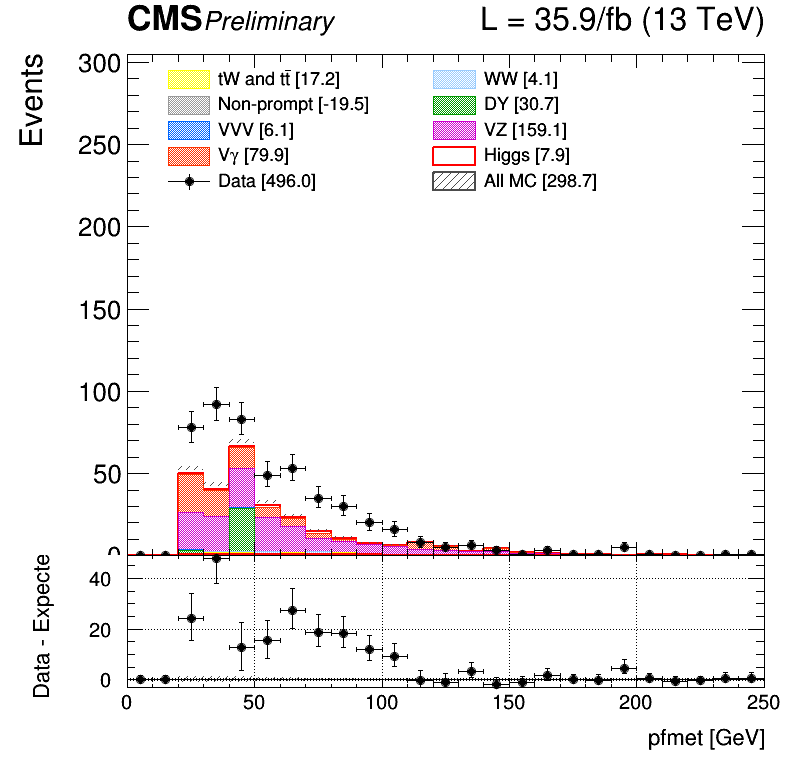 CMS Preliminary L = 35.9/fb (13 TeV)
Events
300
250
200
150
100
50
0
tW and tt̄ [17.2] WW [4.1]
Non-prompt [-19.5] DY [30.7]
VVV [6.1] VZ [159.1]
Vγ [79.9] Higgs [7.9]
Data [496.0] All MC [298.7]
Data - Expecte
40
20
0
0 50 100 150 200 250
pfmet [GeV]